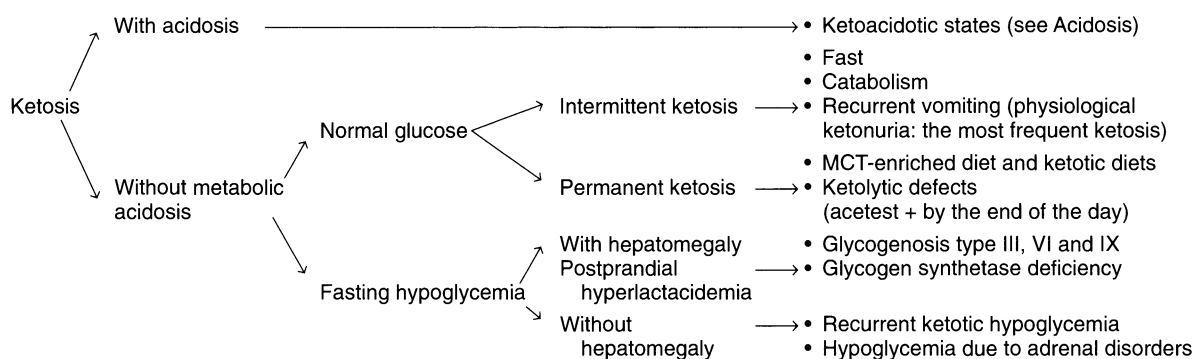 With acidosis
• Ketoacidotic states (see Acidosis)
• Fast
• Catabolism
Ketosis
Intermittent ketosis
• Recurrent vomiting (physiological
ketonuria: the most frequent ketosis)
Normal glucose
• MCT-enriched diet and ketotic diets
Without metabolic
acidosis
Permanent ketosis
• Ketolytic defects
(acetest + by the end of the day)
With hepatomegaly
• Glycogenosis type III, VI and IX
Postprandial
hyperlactacidemia
• Glycogen synthetase deficiency
Fasting hypoglycemia
Without
hepatomegaly
• Recurrent ketotic hypoglycemia
• Hypoglycemia due to adrenal disorders